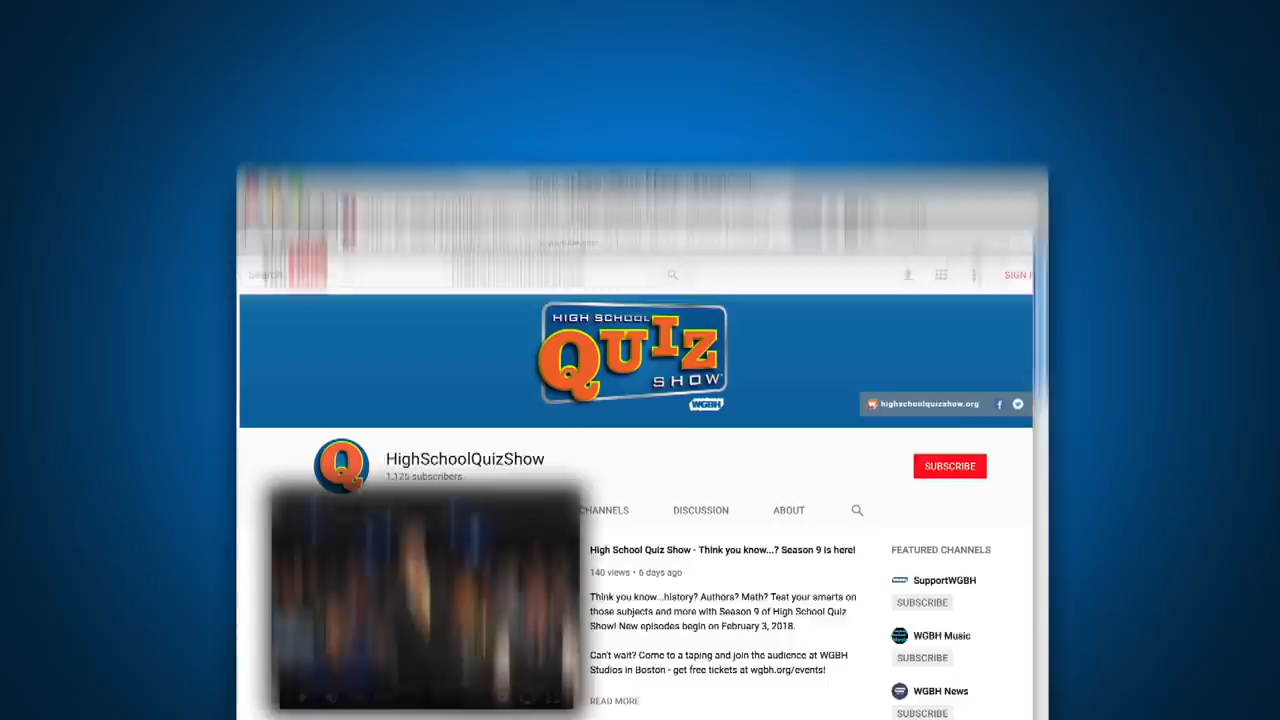 Search
SIGN I
HIGH SCHOOL
QUIZ
SHOW
WGBH
highschoolquizshow.org
Q
HighSchoolQuizShow
1,125 subscribers
SUBSCRIBE
CHANNELS
DISCUSSION
ABOUT
High School Quiz Show - Think you know...? Season 9 is here!
140 views • 6 days ago
Think you know...history? Authors? Math? Test your smarts on
those subjects and more with Season 9 of High School Quiz
Show! New episodes begin on February 3, 2018.
Can't wait? Come to a taping and join the audience at WGBH
Studios in Boston - get free tickets at wgbh.org/events!
READ MORE
FEATURED CHANNELS
SupportWGBH
SUBSCRIBE
WGBH Music
SUBSCRIBE
WGBH News
SUBSCRIBE